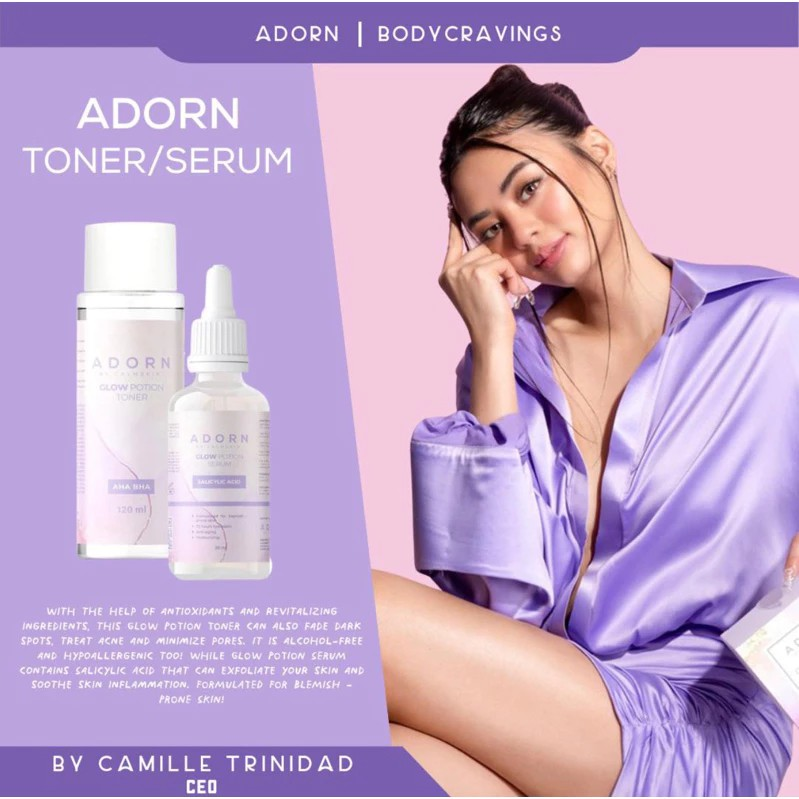 ADORN | BODYCRAVINGS
ADORN
TONER/SERUM
ADORN
GLOW POTION
TONER
AHA BHA
120 ml
ADORN
GLOW POTION
SERUM
SALICYLIC ACID
WITH THE HELP OF ANTIOXIDANTS AND REVITALIZING
INGREDIENTS, THIS GLOW POTION TONER CAN ALSO FADE DARK
SPOTS, TREAT ACNE AND MINIMIZE PORES. IT IS ALCOHOL-FREE
AND HYPOALLERGENIC TOO! WHILE GLOW POTION SERUM
CONTAINS SALICYLIC ACID THAT CAN EXFOLIATE YOUR SKIN AND
SOOTHE SKIN INFLAMMATION. FORMULATED FOR BLEMISH -
PRONE SKIN!
BY CAMILLE TRINIDAD
CEO